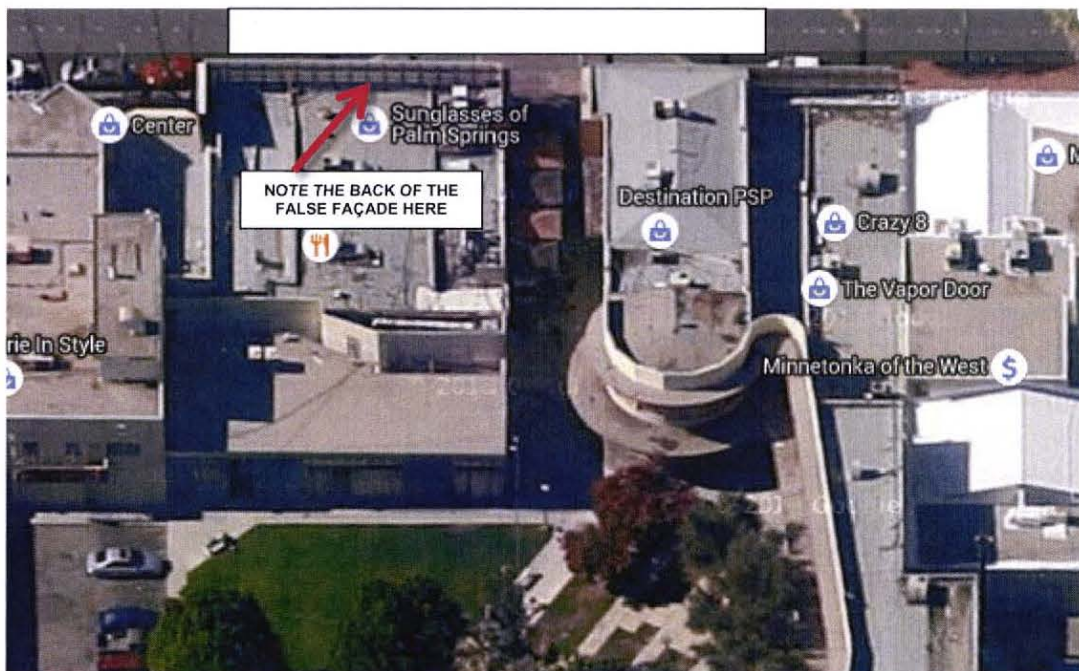 Center
Sunglasses of
Palm Springs
NOTE THE BACK OF THE
FALSE FAÇADE HERE
Destination PSP
Crazy 8
The Vapor Door
rie In Style
Minnetonka of the West
$